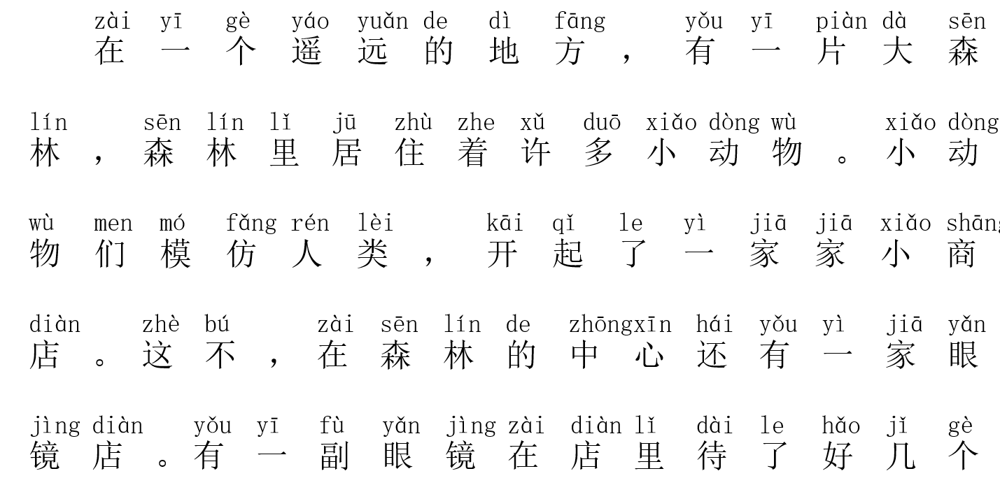 zài yī gè yáo yuǎn de dì fāng yǒu yī piàn dà sēn
在一个遥远的地方，有一片大森
lín sēn lín lǐ jū zhù zhe xǔ duō xiǎo dòng wù xiǎo dòng
林，森林里居住着许多小动物。小动
wù men mó fǎng rén lèi kāi qǐ le yì jiā jiā xiǎo shāng
物们模仿人类，开起了一家家小商
diàn zhè bú zài sēn lín de zhōngxīn hái yǒu yì jiā yǎn
店。这不，在森林的中心还有一家眼
jìng diàn yǒu yī fù yǎn jìng zài diàn lǐ dài le hǎo jǐ gè
镜店。有一副眼镜在店里待了好几个